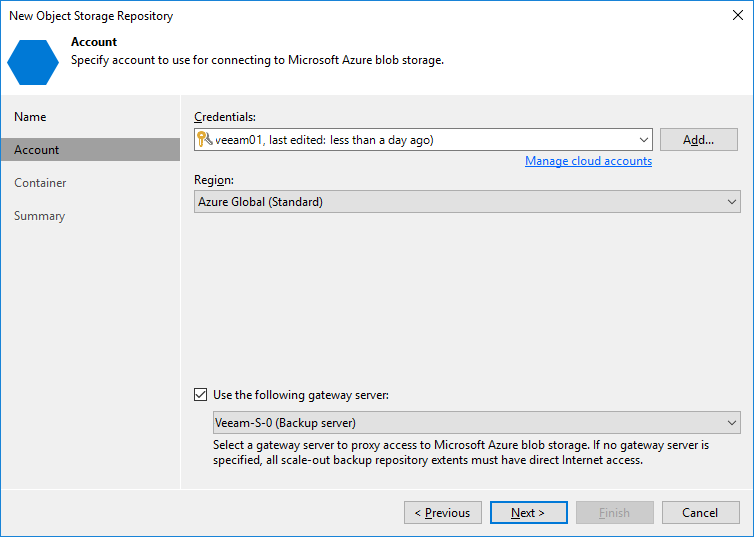 New Object Storage Repository
Account
Specify account to use for connecting to Microsoft Azure blob storage.
Name
Account
Container
Summary
Credentials:
veeam01, last edited: less than a day ago)
Add...
Manage cloud accounts
Region:
Azure Global (Standard)
Use the following gateway server:
Veeam-S-0 (Backup server)
Select a gateway server to proxy access to Microsoft Azure blob storage. If no gateway server is
specified, all scale-out backup repository extents must have direct Internet access.
< Previous
Next >
Finish
Cancel